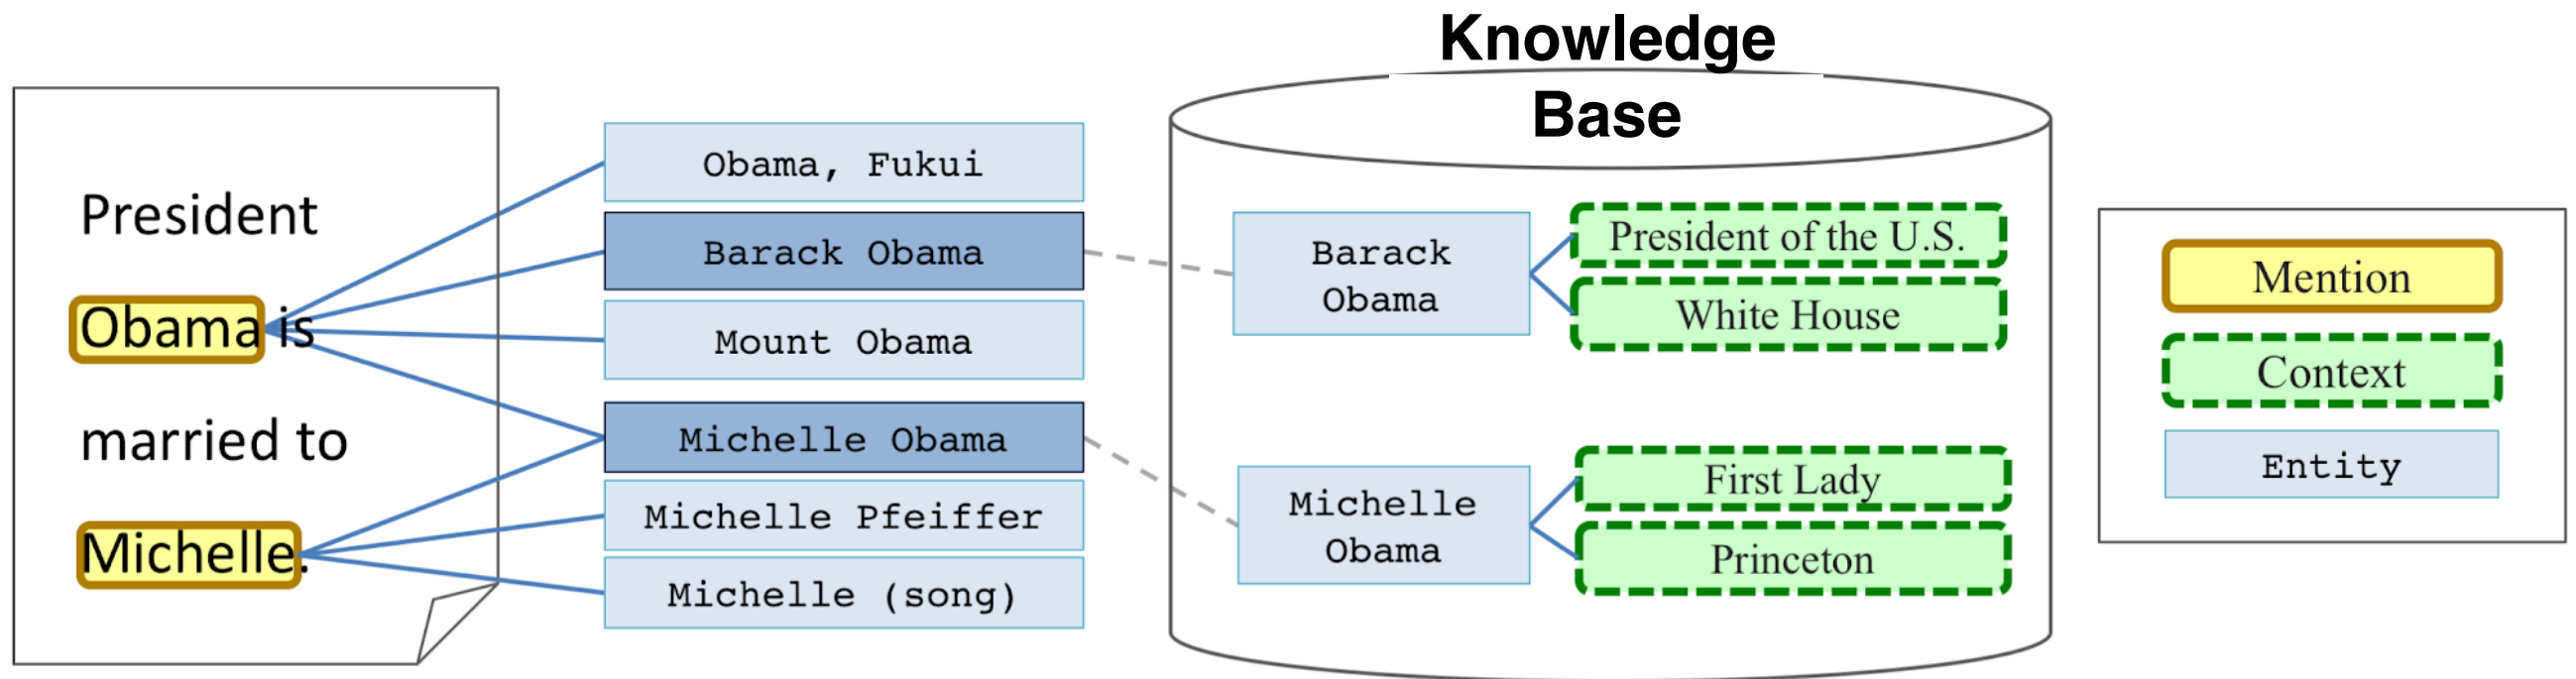 Knowledge
Base
President
Obama is
married to
Michelle.
Obama, Fukui
Barack Obama
Mount Obama
Michelle Obama
Michelle Pfeiffer
Michelle (song)
Barack
Obama
President of the U.S.
White House
Michelle
Obama
First Lady
Princeton
Mention
Context
Entity